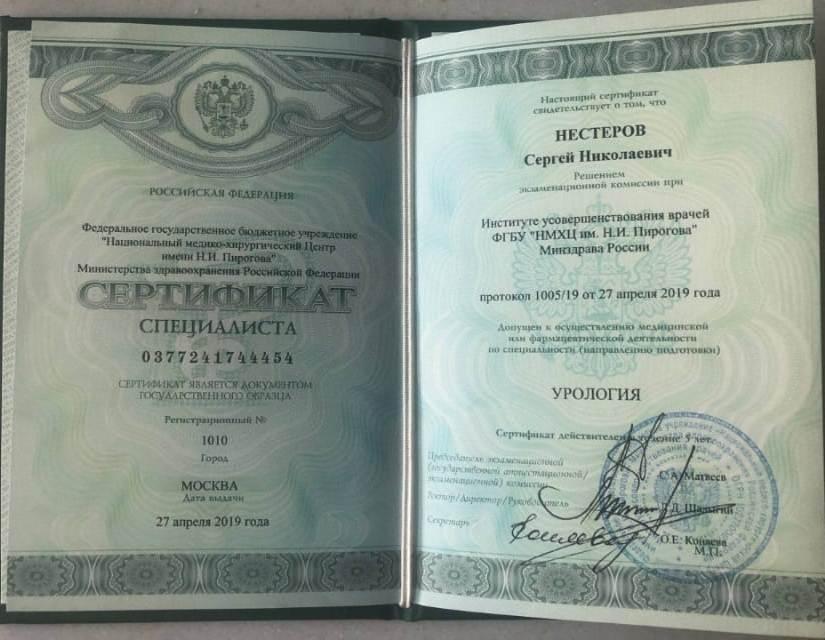 РОССИЙСКАЯ ФЕДЕРАЦИЯ
Федеральное государственное бюджетное учреждение
"Национальный медико-хирургический Центр
имени Н.И. Пирогова"
Министерства здравоохранения Российской Федерации
СЕРТИФИКАТ
СПЕЦИАЛИСТА
0377241744454
СЕРТИФИКАТ ЯВЛЯЕТСЯ ДОКУМЕНТОМ
ГОСУДАРСТВЕННОГО ОБРАЗЦА
Регистрационный №
1010
Город
МОСКВА
Дата выдачи
27 апреля 2019 года
Настоящий сертификат
свидетельствует о том, что
НЕСТЕРОВ
Сергей Николаевич
Решением
экзаменационной комиссии при
Институте усовершенствования врачей
ФГБУ "НМХЦ им. Н.И. Пирогова"
Минздрава России
протокол 1005/19 от 27 апреля 2019 года
Допущен к осуществлению медицинской
или фармацевтической деятельности
по специальности (направлению подготовки)
УРОЛОГИЯ
Сертификат действителен в течение 5 лет.
Председатель экзаменационной
(государственной аттестационной/
экзаменационной) комиссии
С.А. Матвеев
Ректор/Директор/Руководитель
Д. Шалыгин
Секретарь
О.Е. Коняева
М.П.